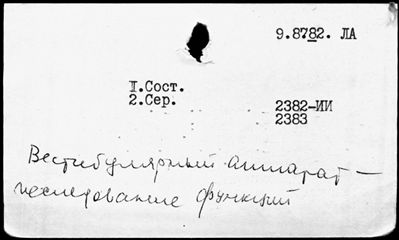 9.8782. ЛА
I.Сост.
2.Сер.
2382-ИИ
2383
Вестибулярный аппарат —
исследование функций